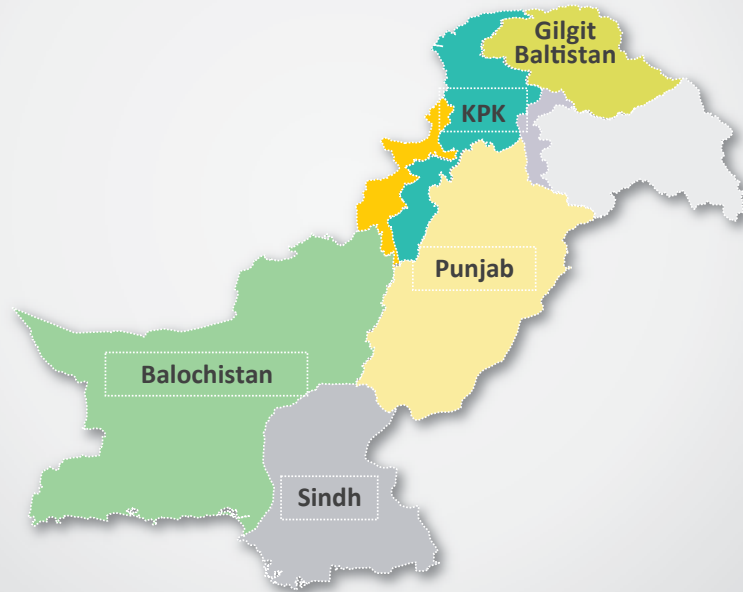 Gilgit
Baltistan
KPK
Punjab
Balochistan
Sindh